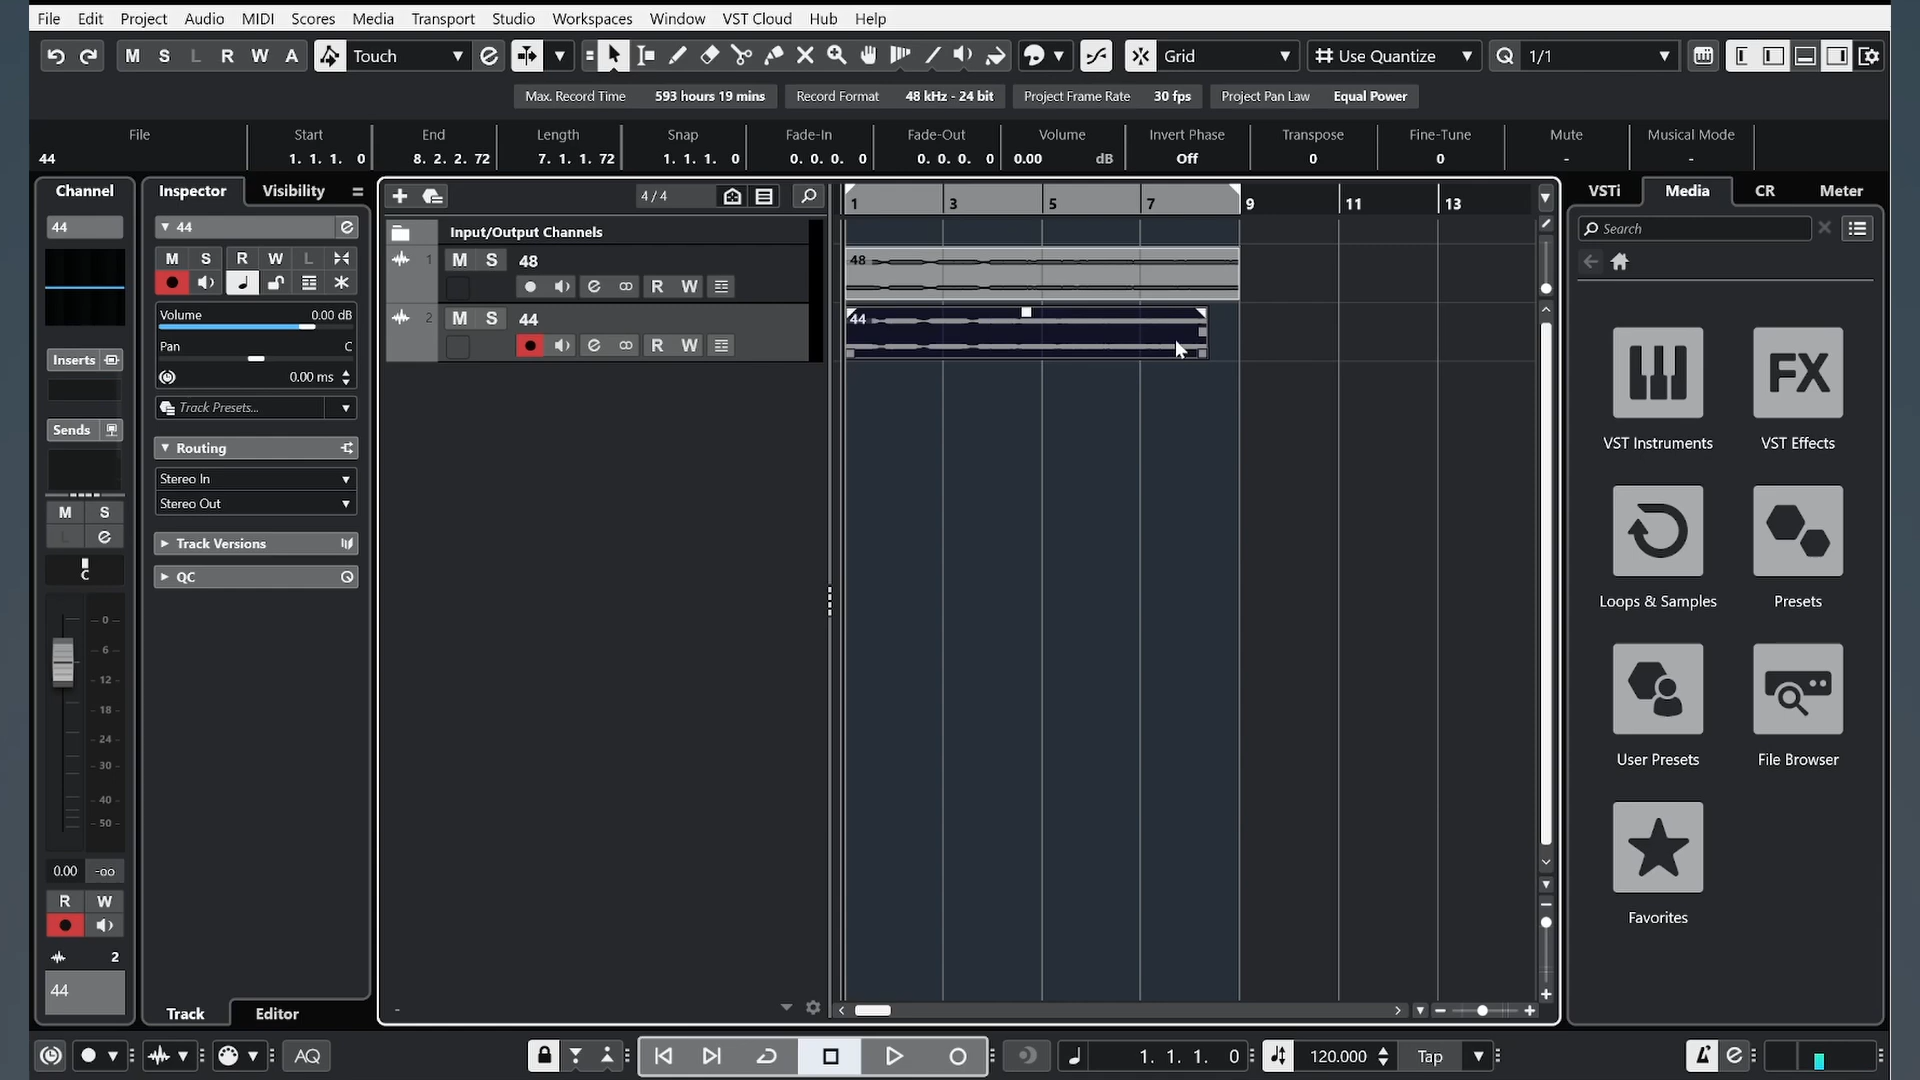 File Edit Project Audio MIDI Scores Media Transport Studio Workspaces Window VST Cloud Hub Help
M S L R W A Touch Grid Use Quantize Q 1/1
Max. Record Time 593 hours 19 mins Record Format 48 kHz - 24 bit Project Frame Rate 30 fps Project Pan Law Equal Power
File Start End Length Snap Fade-In Fade-Out Volume Invert Phase Transpose Fine-Tune Mute Musical Mode
44 1. 1. 1. 0 8. 2. 2. 72 7. 1. 1. 72 1. 1. 1. 0 0. 0. 0. 0 0. 0. 0. 0 0.00 dB Off 0 0 - -
Channel Inspector Visibility 4/4 1 3 5 7 9 11 13 VSTi Media CR Meter
44 44 Search
Input/Output Channels
M S R W L 1 M S 48 48
R W
Volume 0.00 dB 2 M S 44 44
Pan C R W
Inserts
0.00 ms
Track Presets...
Sends
Routing VST Instruments FX VST Effects
Stereo In
Stereo Out
M S
L
Track Versions
C QC
Loops & Samples Presets
0
6
12
18
24
30
40
50
User Presets File Browser
0.00 -oo
R W
Favorites
2
44
Track Editor -
AQ 1. 1. 1. 0 120.000 Tap